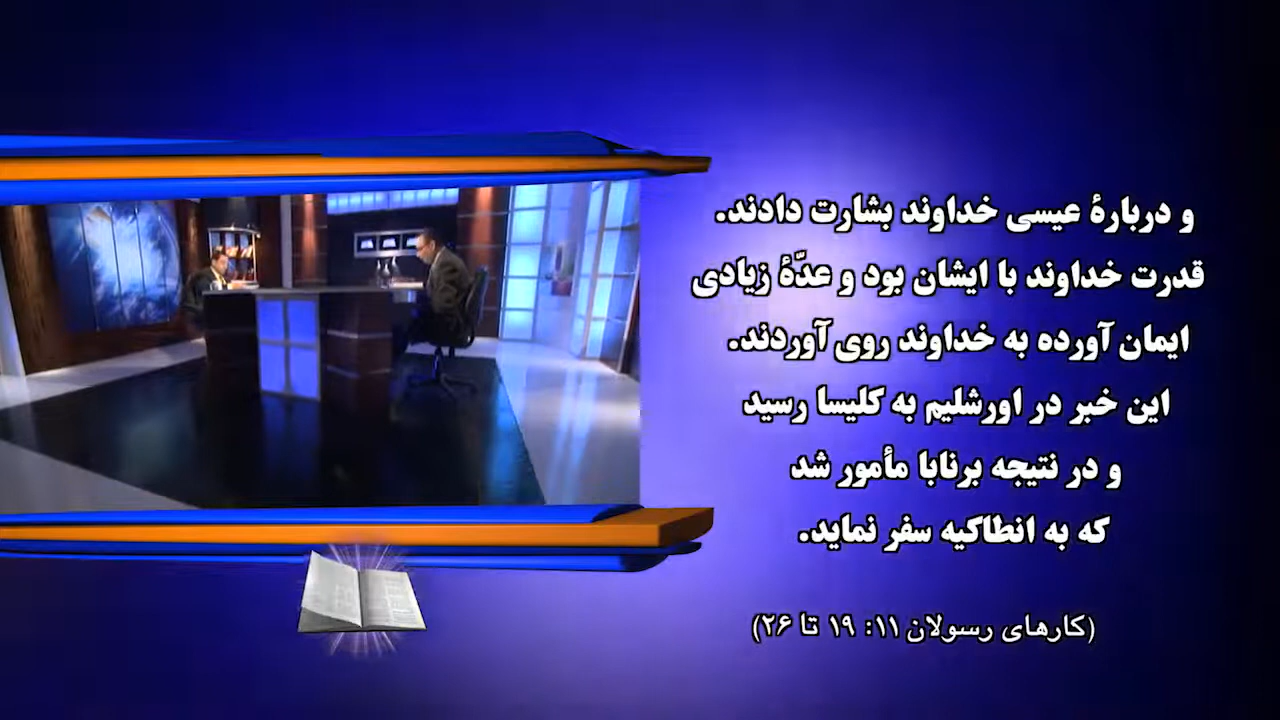 و دربارهٔ عیسی خداوند بشارت دادند.
قدرت خداوند با ایشان بود و عدّهٔ زیادی
ایمان آورده به خداوند روی آوردند.
این خبر در اورشلیم به کلیسا رسید
و در نتیجه برنابا مأمور شد
که به انطاکیه سفر نماید.
(کارهای رسولان ۱۱: ۱۹ تا ۲۶)